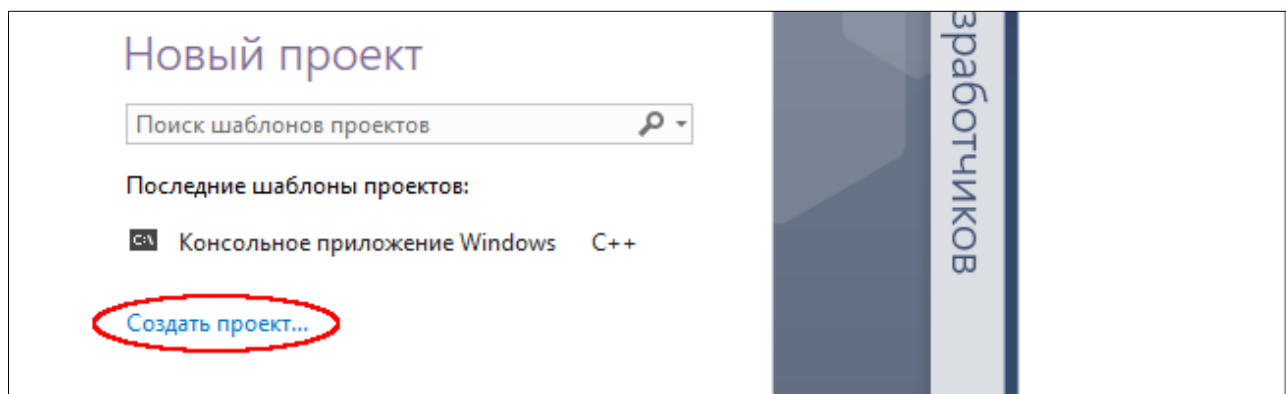 Новый проект
Поиск шаблонов проектов
Последние шаблоны проектов:
C:\ Консольное приложение Windows C++
Создать проект...
зработчиков